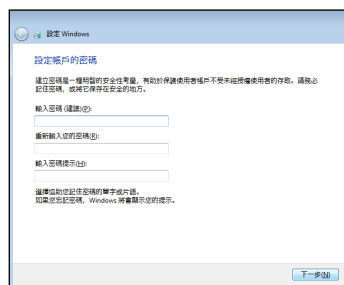 設定 Windows
設定帳戶的密碼
建立密碼是一種明智的安全性考量，有助於保護使用者帳戶不受未經授權使用者的存取。請務必
記住密碼，或將它保存在安全的地方。
輸入密碼 (建議)(P):
重新輸入您的密碼(R):
輸入密碼提示(H):
選擇協助您記住密碼的單字或片語。
如果您忘記密碼，Windows 將會顯示您的提示。
下一步(N)